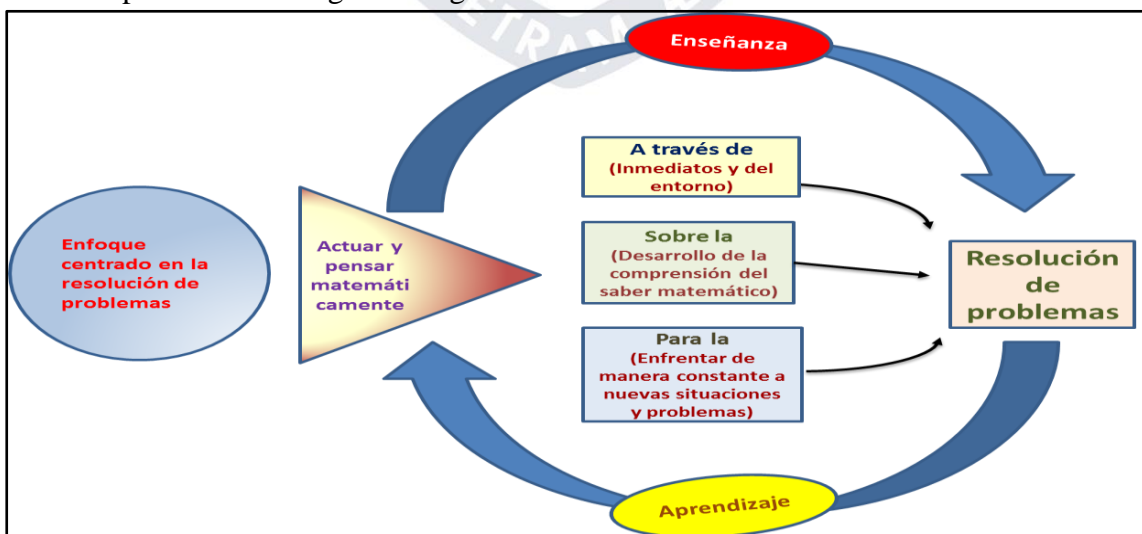 Enseñanza
A través de
(Inmediatos y del
entorno)
Enfoque
centrado en la
resolución de
problemas
Actuar y
pensar
matemáti
camente
Sobre la
(Desarrollo de la
comprensión del
saber matemático)
Resolución
de
problemas
Para la
(Enfrentar de
manera constante a
nuevas situaciones
y problemas)
Aprendizaje